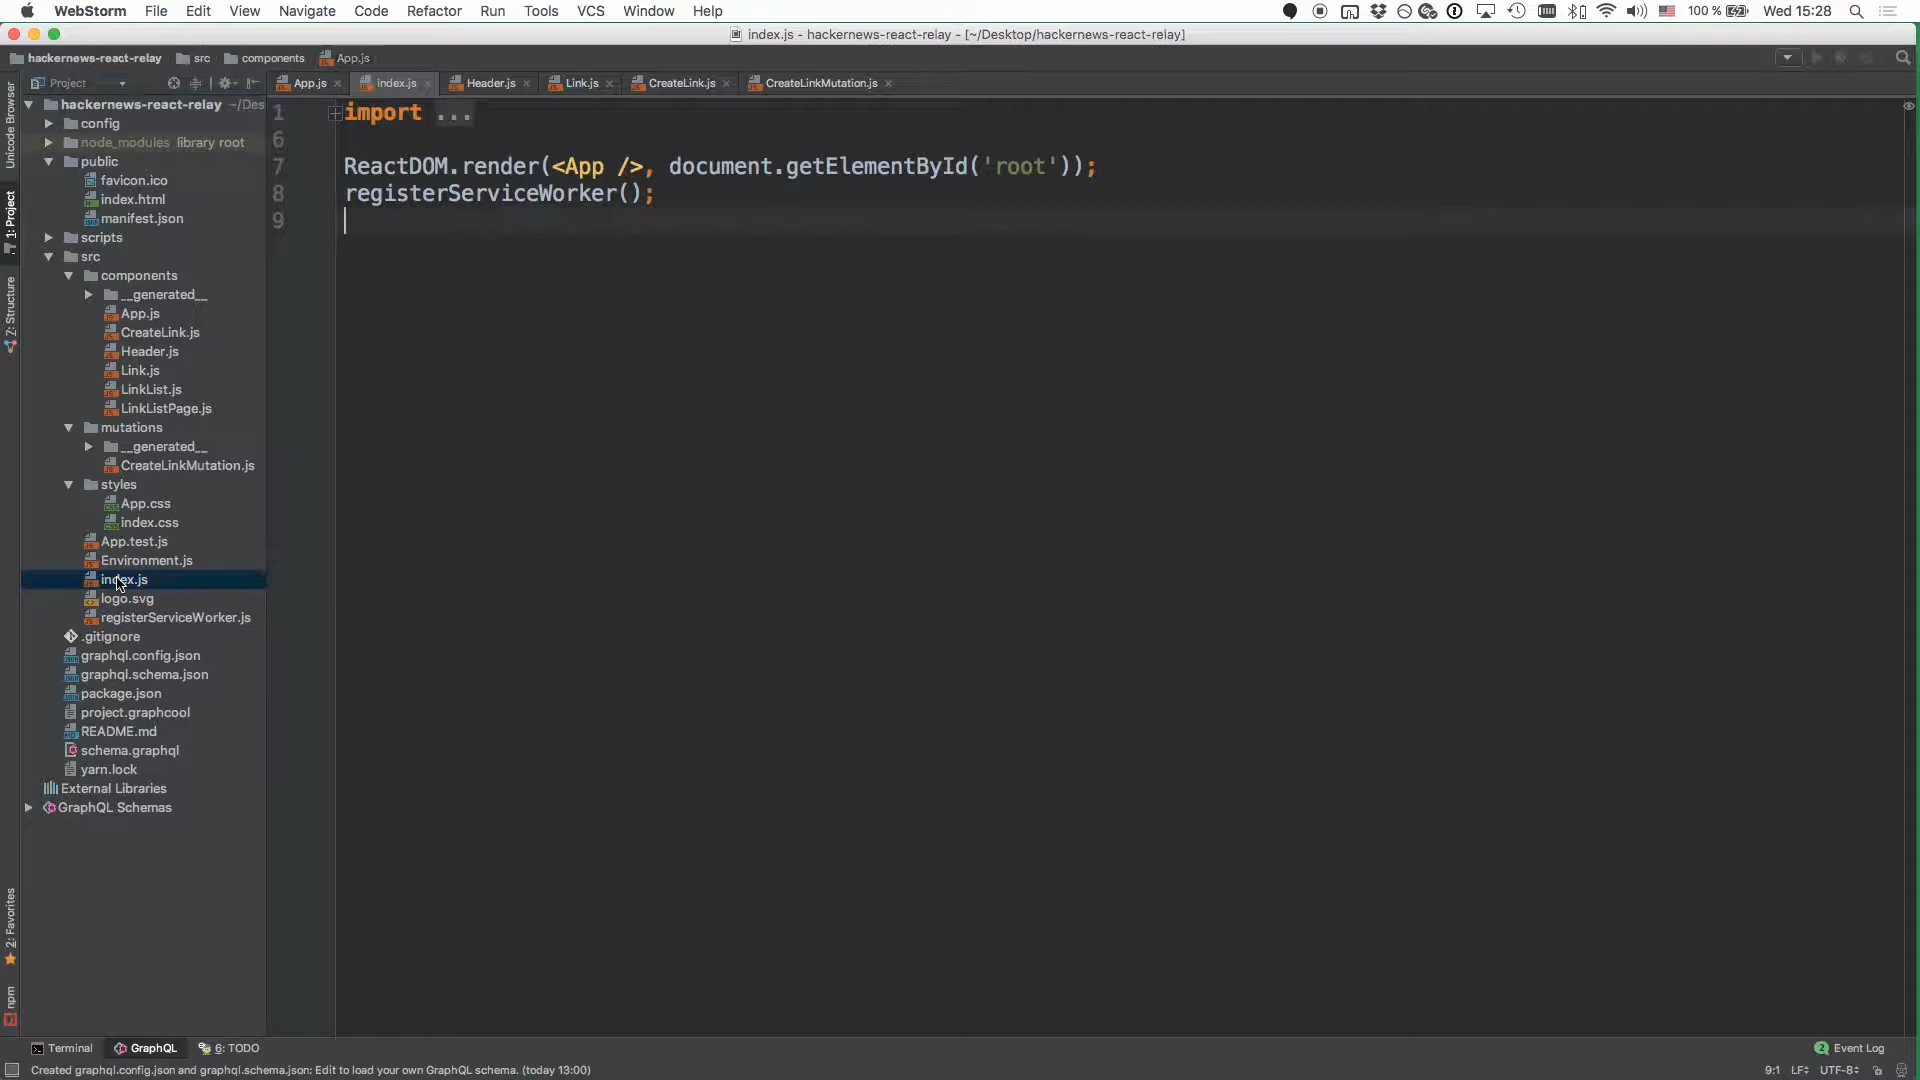 WebStorm File Edit View Navigate Code Refactor Run Tools VCS Window Help 100 % Wed 15:28
index.js - hackernews-react-relay - [~/Desktop/hackernews-react-relay]
hackernews-react-relay src components App.js
Project App.js index.js Header.js Link.js CreateLink.js CreateLinkMutation.js
hackernews-react-relay ~/Des
config
node_modules library root
public
favicon.ico
index.html
manifest.json
scripts
src
components
__generated__
App.js
CreateLink.js
Header.js
Link.js
LinkList.js
LinkListPage.js
mutations
__generated__
CreateLinkMutation.js
styles
App.css
index.css
App.test.js
Environment.js
index.js
logo.svg
registerServiceWorker.js
.gitignore
graphql.config.json
graphql.schema.json
package.json
project.graphcool
README.md
schema.graphql
yarn.lock
External Libraries
GraphQL Schemas
1 import ...
6
7 ReactDOM.render(<App />, document.getElementById('root'));
8 registerServiceWorker();
9
Unicode Browser
1: Project
7: Structure
2: Favorites
npm
Terminal GraphQL 6: TODO 2 Event Log
Created graphql.config.json and graphql.schema.json: Edit to load your own GraphQL schema. (today 13:00) 9:1 LF UTF-8